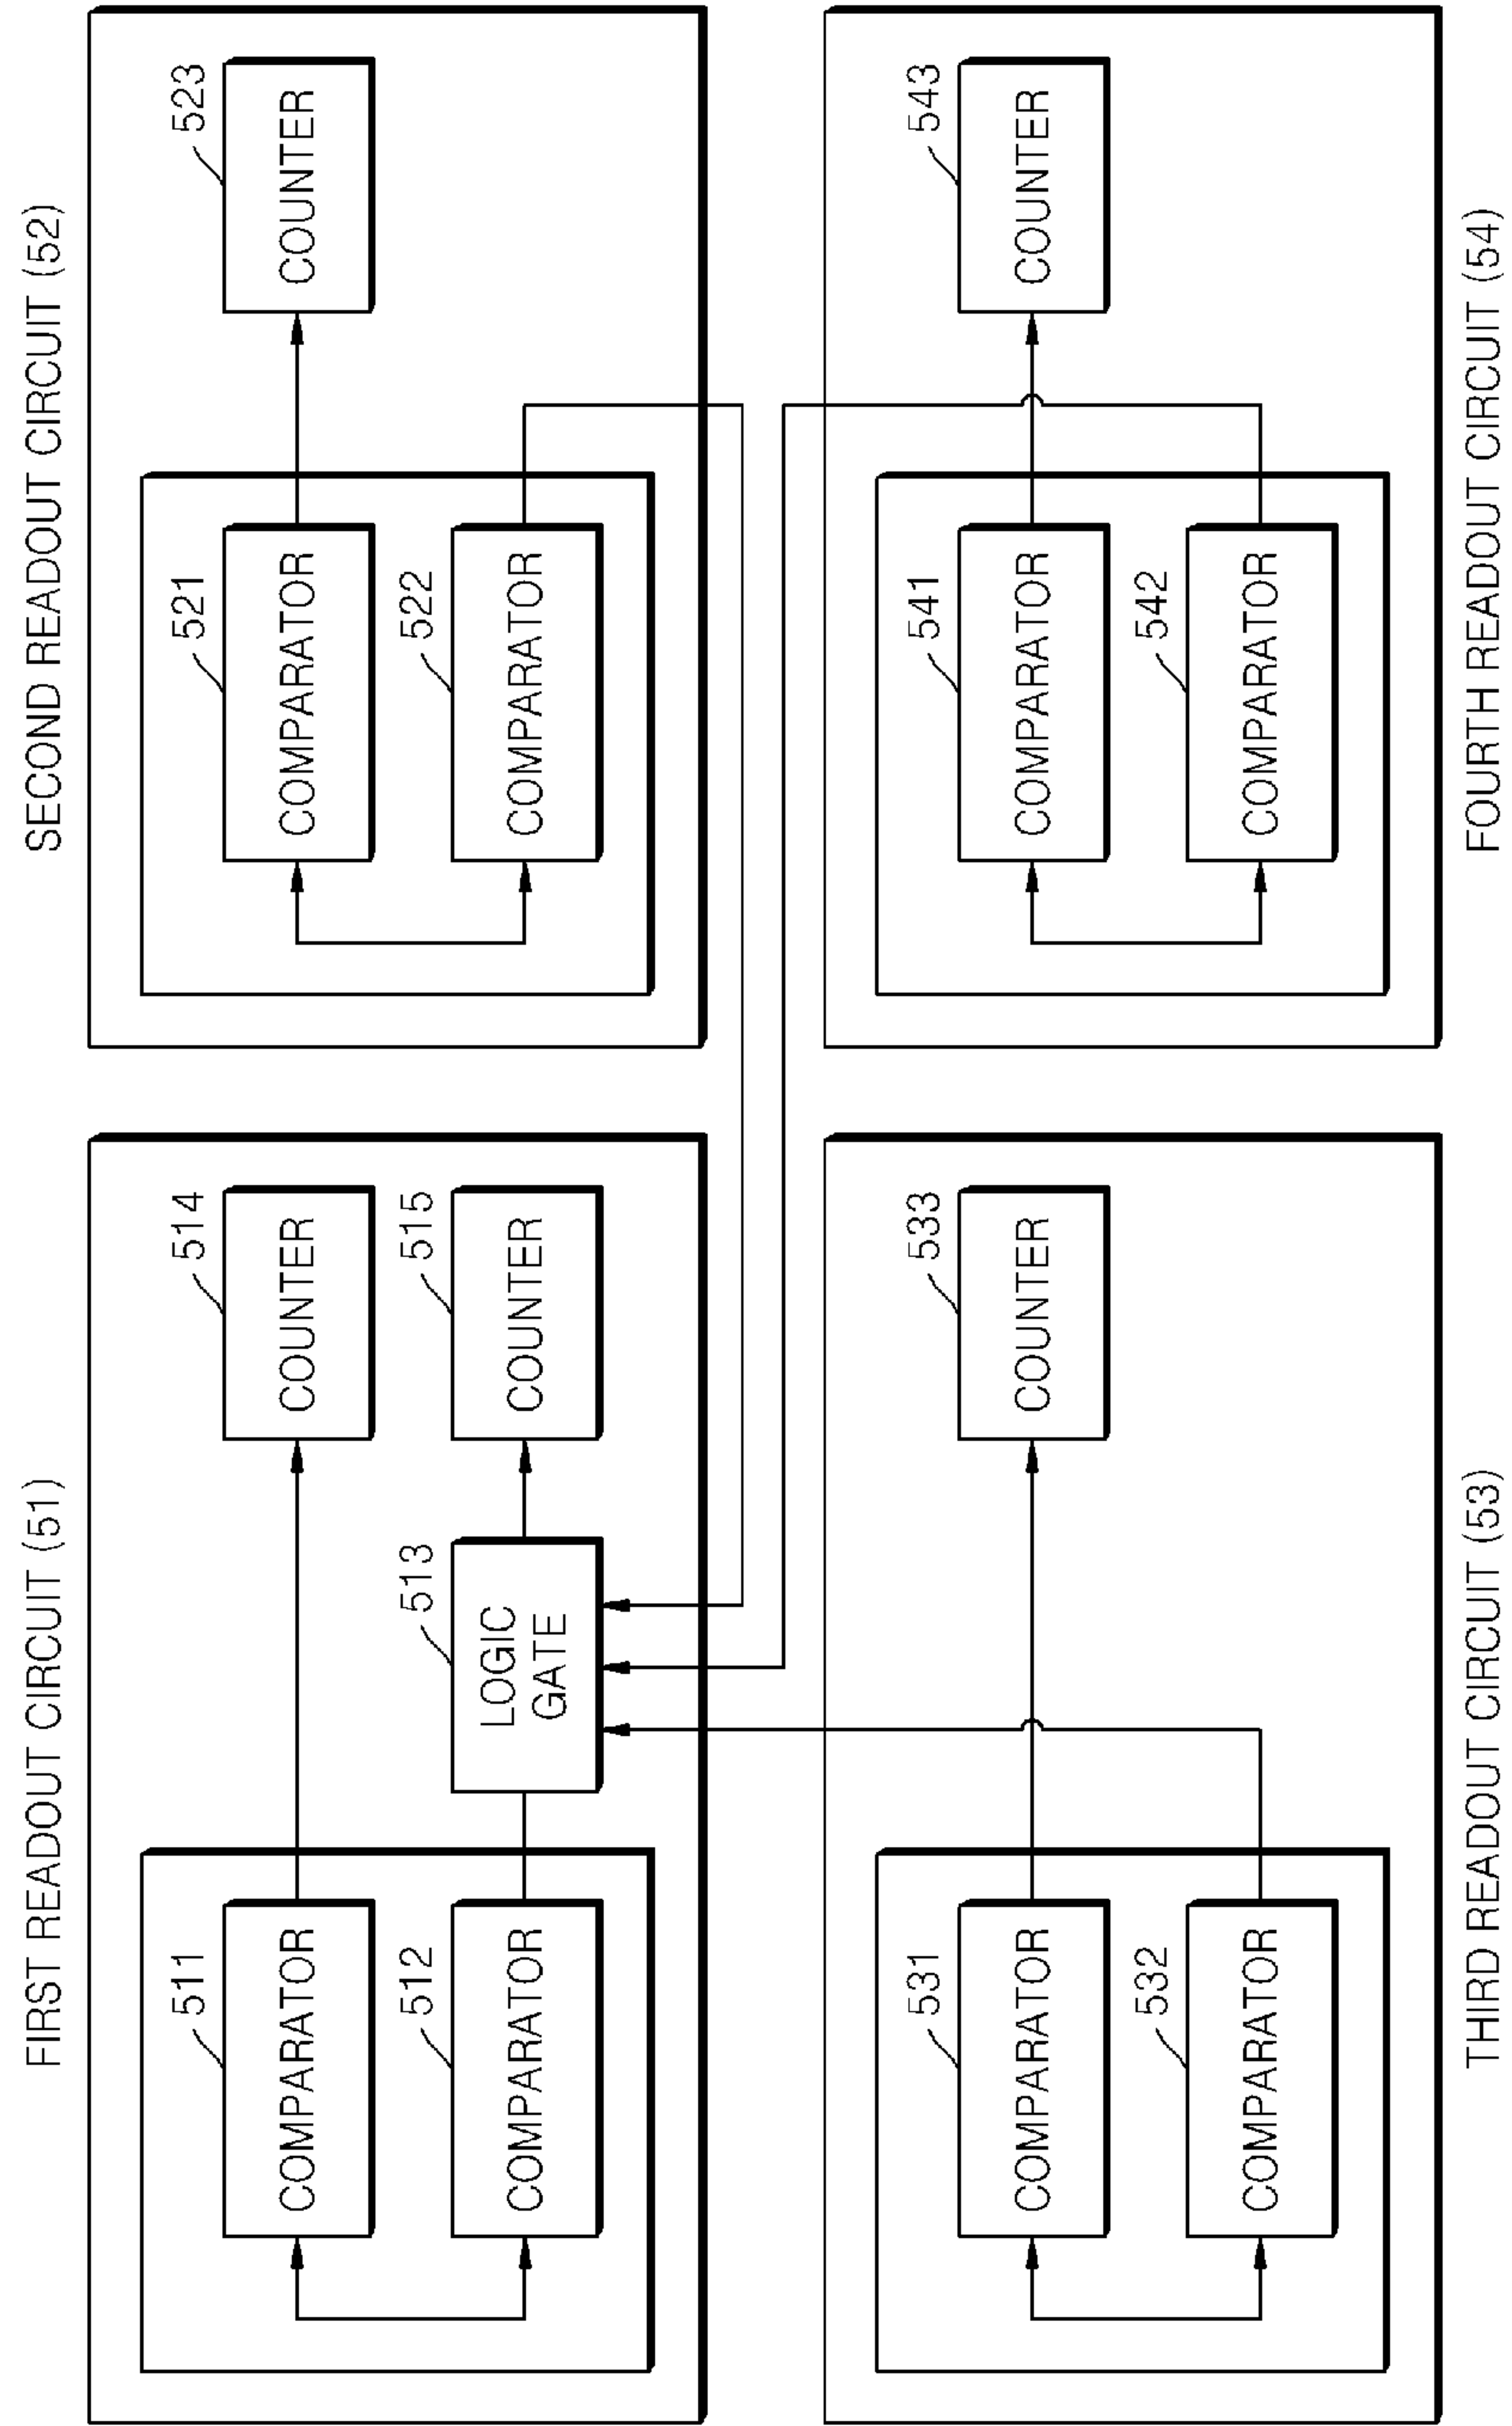 FIRST READOUT CIRCUIT (51)
511
COMPARATOR
512
COMPARATOR
513
LOGIC
GATE
514
COUNTER
515
COUNTER
SECOND READOUT CIRCUIT (52)
521
COMPARATOR
522
COMPARATOR
523
COUNTER
531
COMPARATOR
532
COMPARATOR
533
COUNTER
THIRD READOUT CIRCUIT (53)
541
COMPARATOR
542
COMPARATOR
543
COUNTER
FOURTH READOUT CIRCUIT (54)